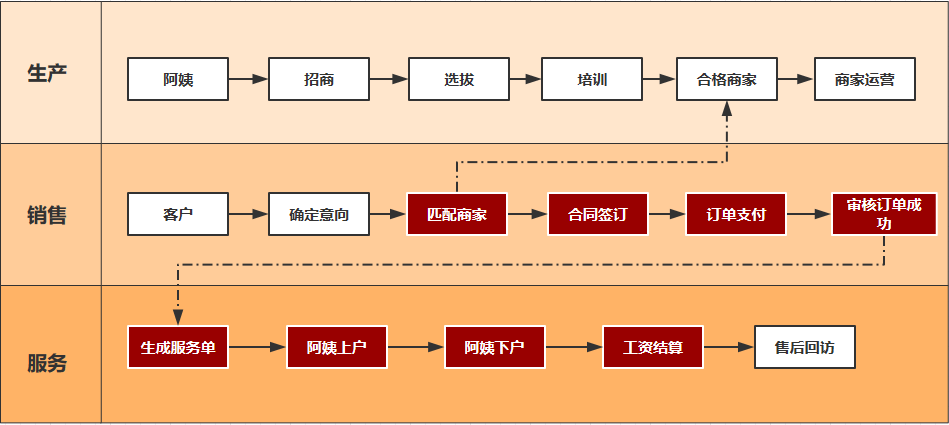 生产
阿姨
招商
选拔
培训
合格商家
商家运营
销售
客户
确定意向
匹配商家
合同签订
订单支付
审核订单成
功
服务
生成服务单
阿姨上户
阿姨下户
工资结算
售后回访